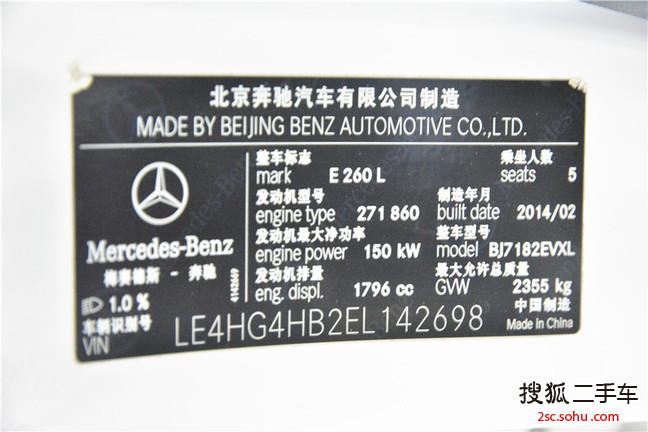 北京奔驰汽车有限公司制造
MADE BY BEIJING BENZ AUTOMOTIVE CO.,LTD.
整车标志 乘坐人数
mark E 260 L seats 5
发动机型号 制造年月
engine type 271 860 built date 2014/02
发动机最大净功率 整车型号
engine power 150 kW model BJ7182EVXL
发动机排量 最大允许总质量
eng. displ. 1796 cc GVW 2355 kg
Mercedes-Benz
梅赛德斯 - 奔驰
1.0 %
4142669
车辆识别号 中国制造
VIN LE4HG4HB2EL142698 Made in China
搜狐二手车
2sc.sohu.com